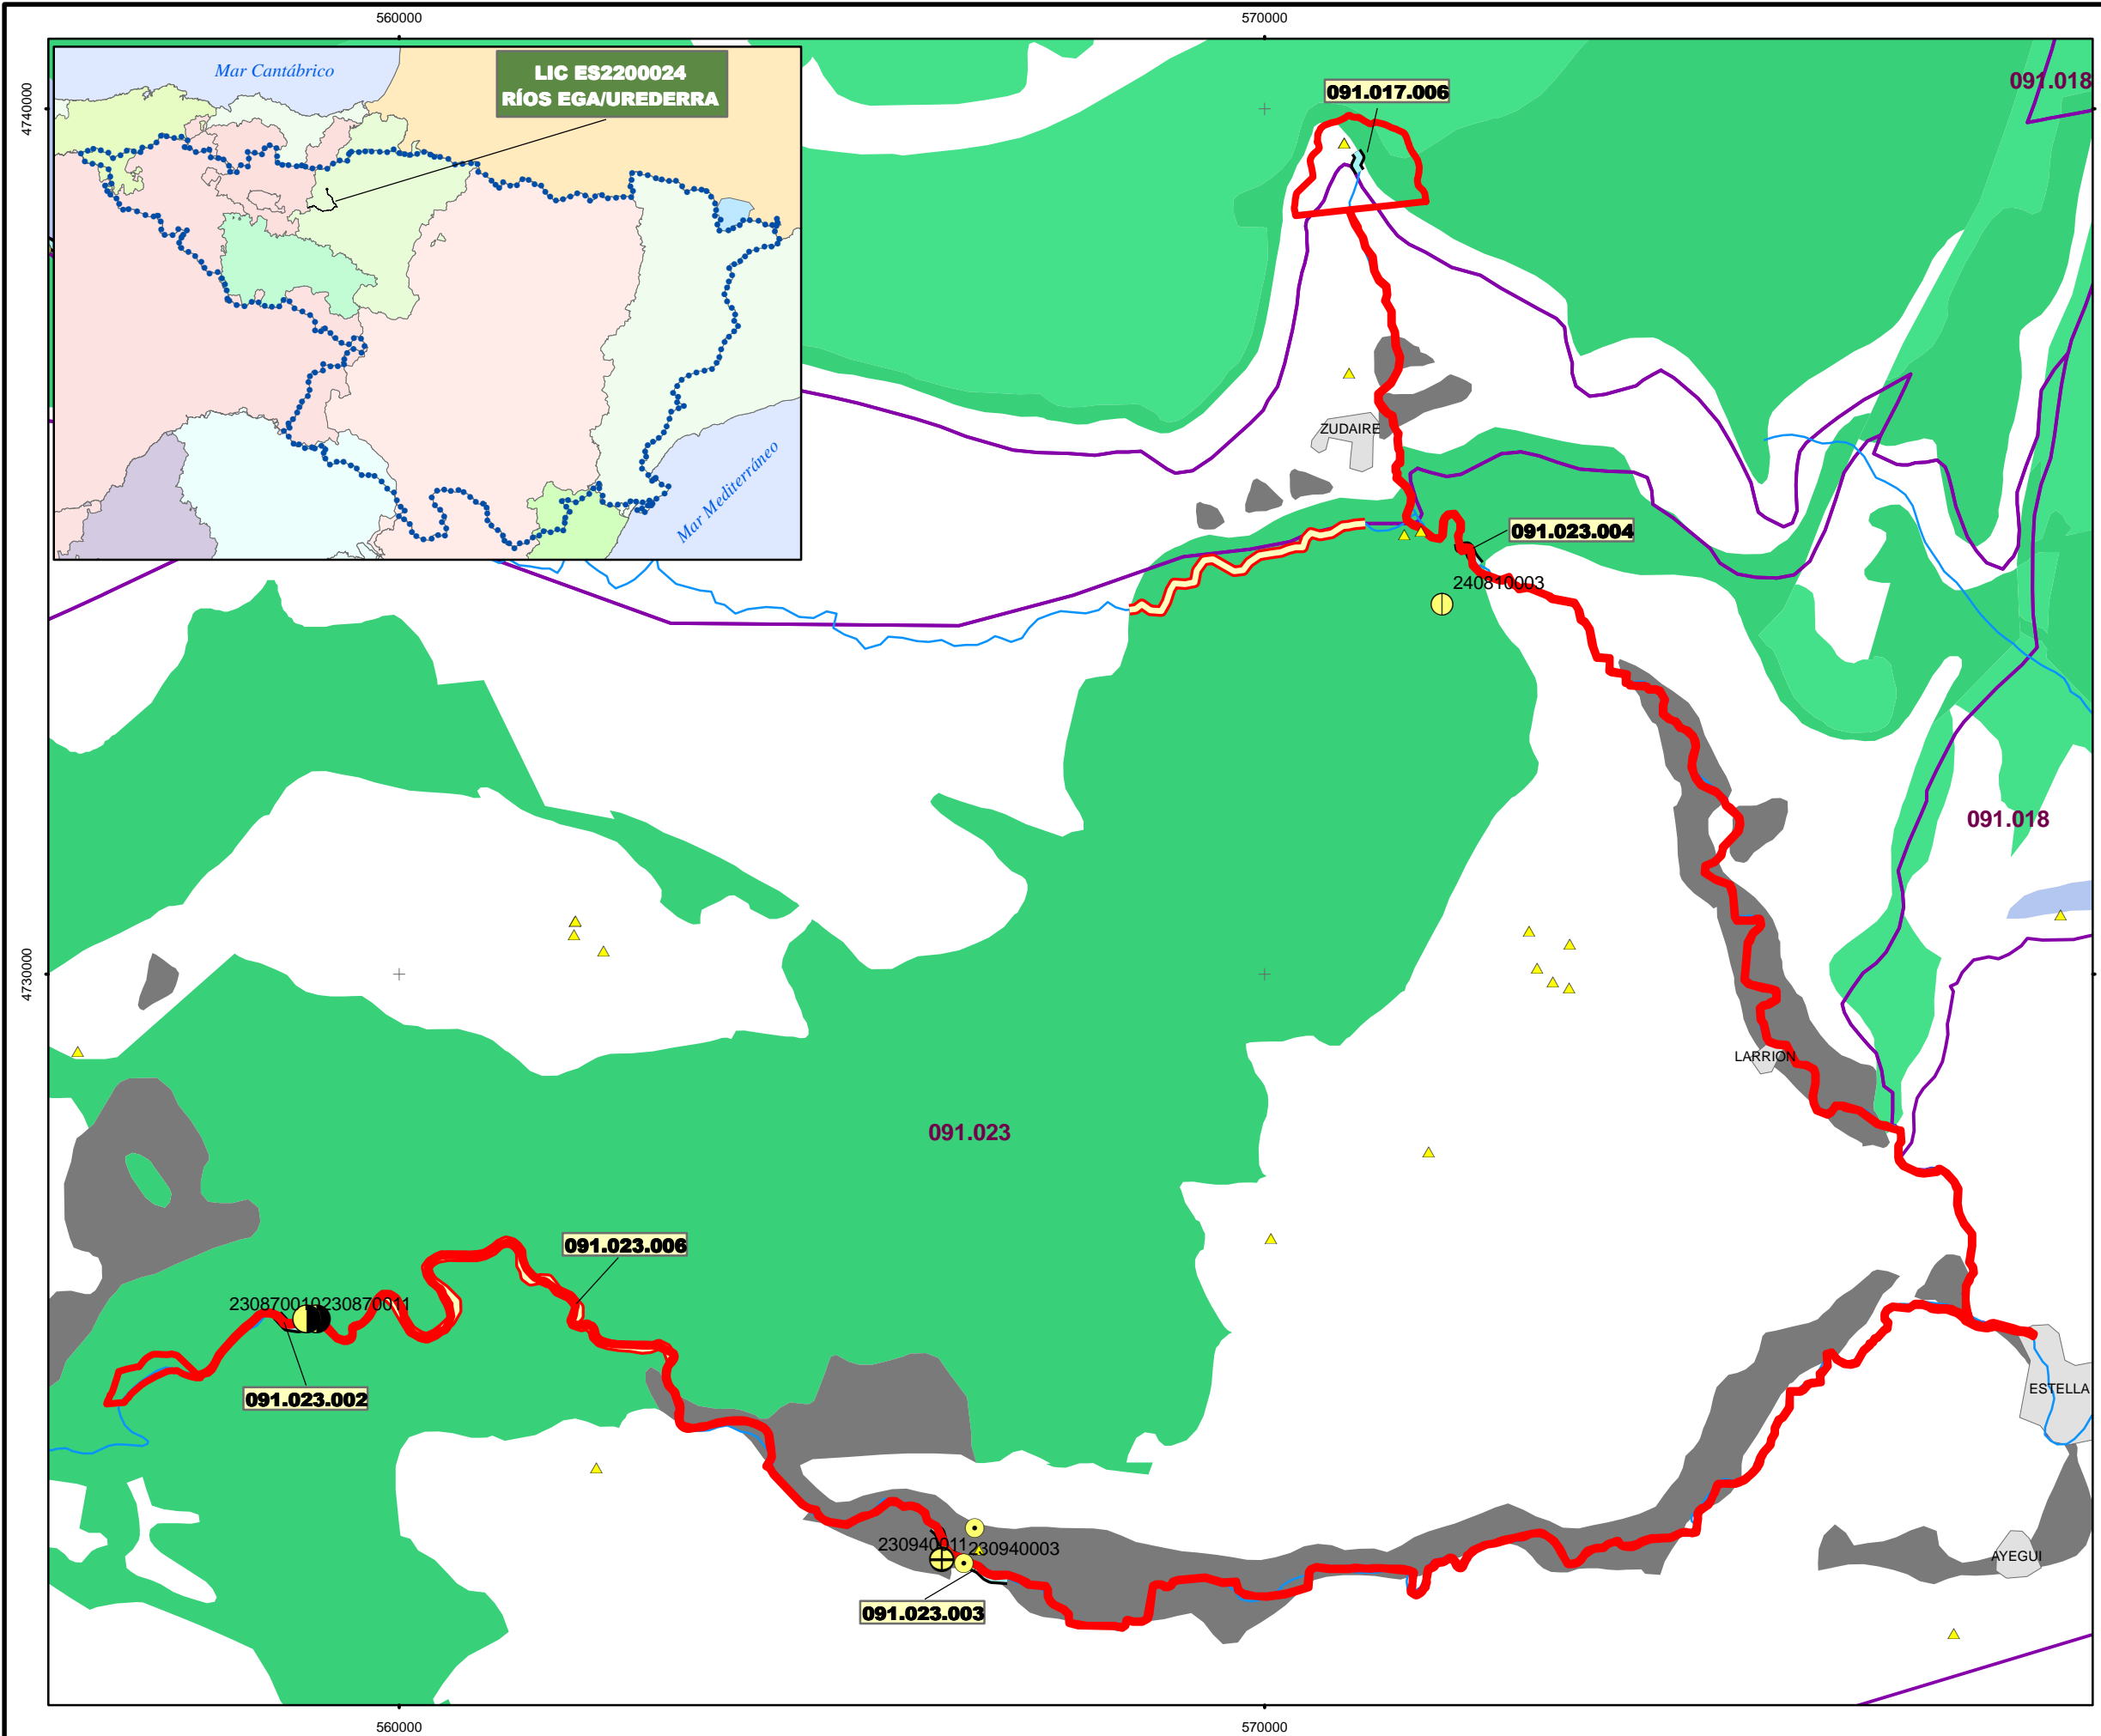 560000
570000
4740000
Mar Cantábrico
LIC ES2200024
RÍOS EGA/UREDERRA
091.017.006
091.018
Mar Mediterráneo
ZUDAIRE
091.023.004
240810003
091.018
4730000
LARRION
091.023
091.023.006
230870010
230870011
091.023.002
ESTELLA
230940011
230940003
AYEGUI
091.023.003
560000
570000